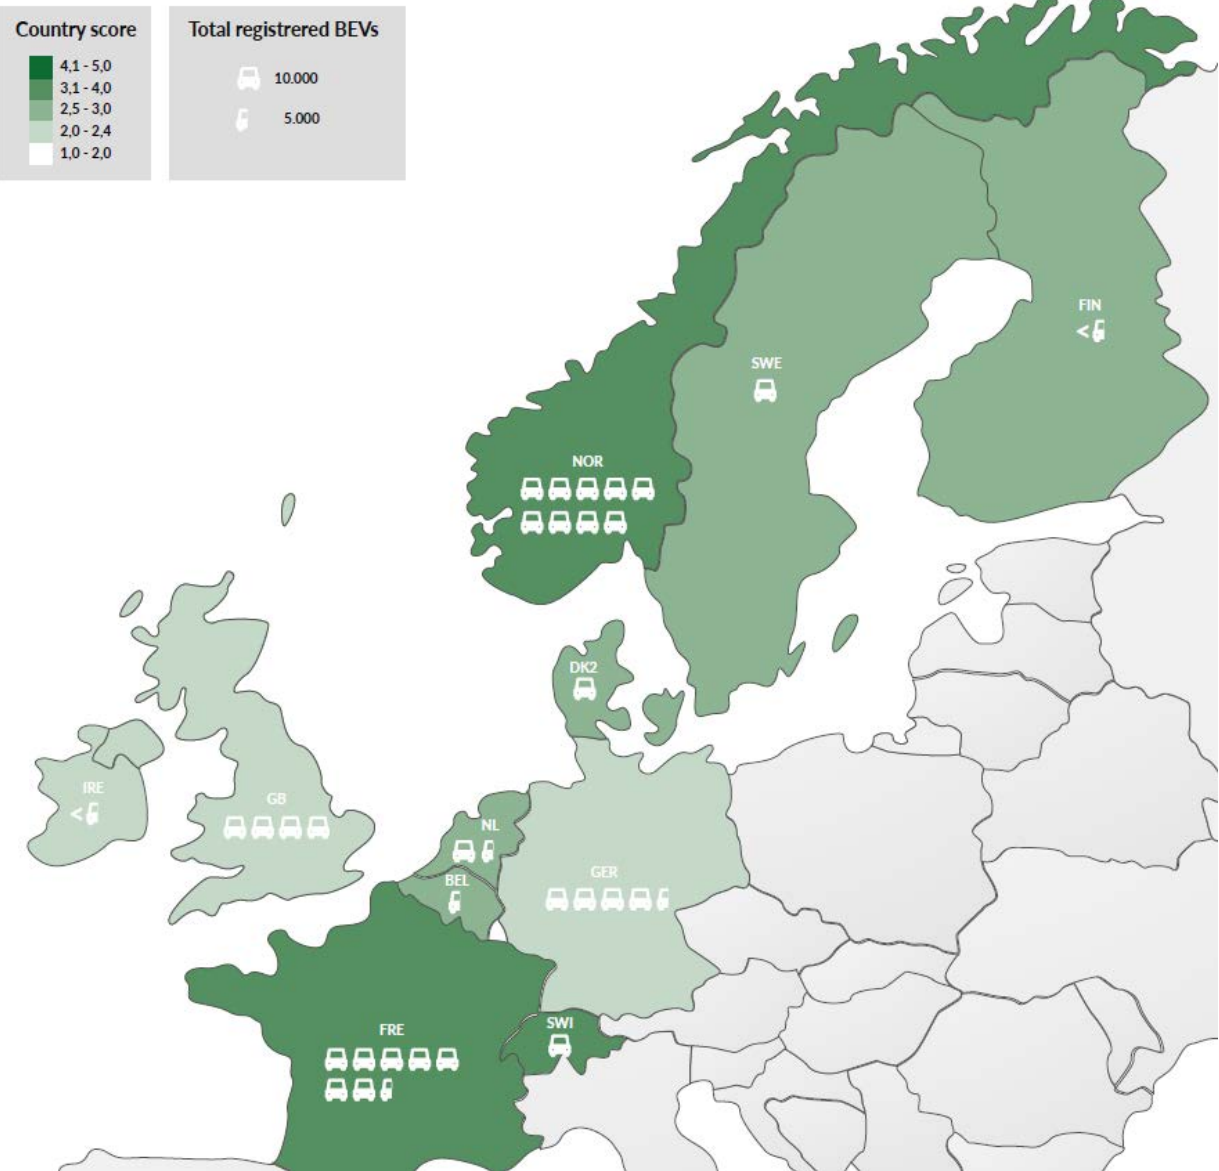 Country score
4,1 - 5,0
3,1 - 4,0
2,5 - 3,0
2,0 - 2,4
1,0 - 2,0
Total registrered BEVs
10.000
5.000
FIN
<
SWE
NOR
DK2
IRE
<
GB
NL
BEL
GER
FRE
SWI